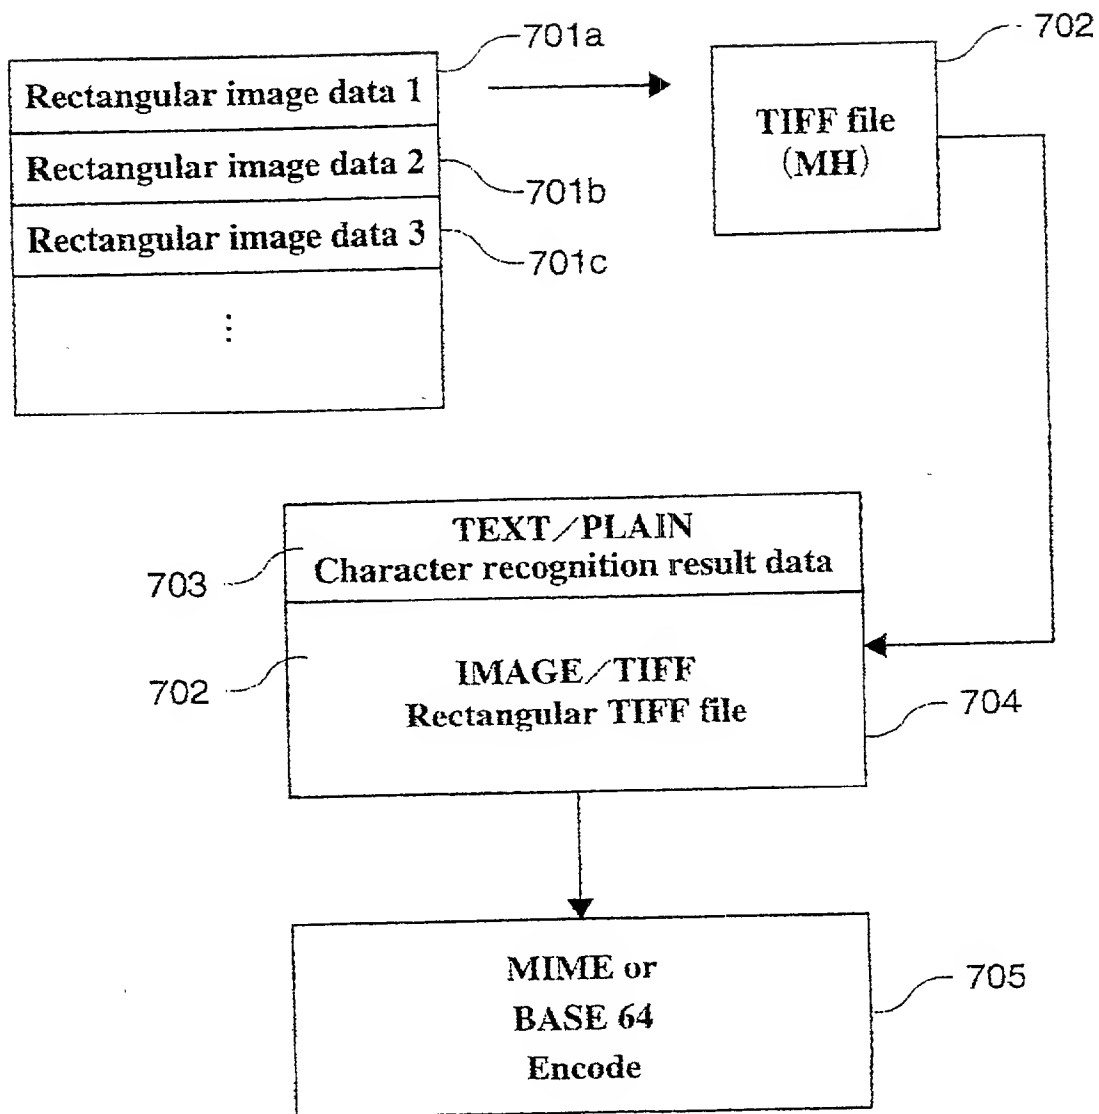 701a
702
Rectangular image data 1
TIFF file
(MH)
Rectangular image data 2
701b
Rectangular image data 3
701c
⋮
TEXT/PLAIN
Character recognition result data
703
IMAGE/TIFF
702
Rectangular TIFF file
704
MIME or
705
BASE 64
Encode